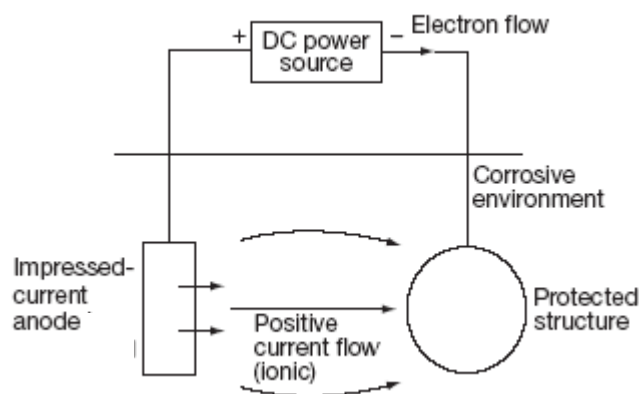 +
DC power
source
–
Electron flow
Corrosive
environment
Impressed-
current
anode
Positive
current flow
(ionic)
Protected
structure